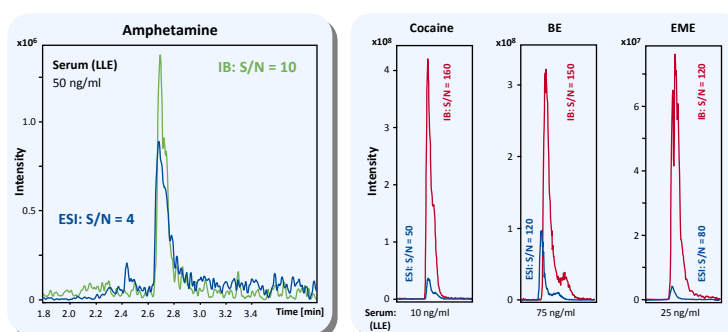 Amphetamine
x10⁶
Serum (LLE)
50 ng/ml
IB: S/N = 10
ESI: S/N = 4
Intensity
1.0
0.5
0
1.8 2.0 2.2 2.4 2.6 2.8 3.0 3.2 3.4
Time [min]
Cocaine
x10⁸
Intensity
4
3
2
1
0
IB: S/N = 160
ESI: S/N = 50
Serum:
(LLE)
10 ng/ml
BE
x10⁸
3
2
1
0
IB: S/N = 150
ESI: S/N = 120
75 ng/ml
EME
x10⁷
6
4
2
0
IB: S/N = 120
ESI: S/N = 80
25 ng/ml